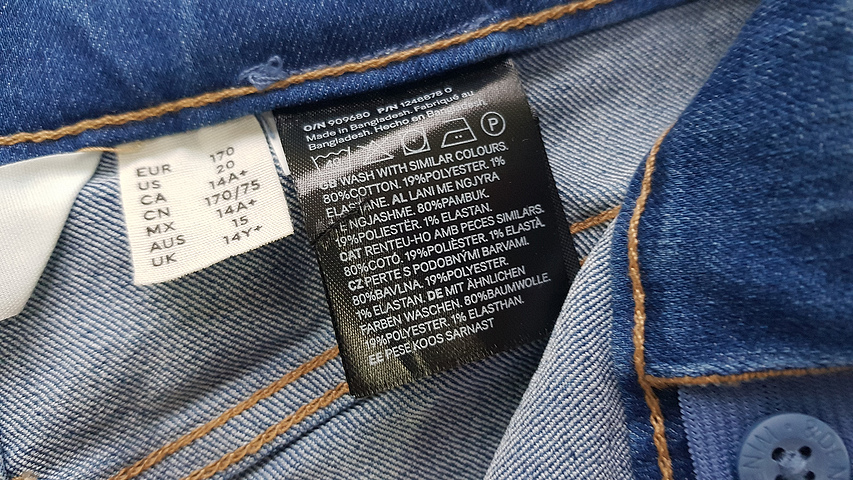 EUR 170
US 20
CA 14A+
CN 170/75
MX 14A+
AUS 15
UK 14Y+
O/N 909680 P/N 1248578 0
Made in Bangladesh. Fabriqué au
Bangladesh. Hecho en Bangladesh.
P
GB WASH WITH SIMILAR COLOURS.
80%COTTON. 19%POLYESTER. 1%
ELASTANE. AL LANI ME NGJYRA
TË NGJASHME. 80%PAMBUK.
19%POLIESTËR. 1% ELASTAN.
CAT RENTEU-HO AMB PECES SIMILARS.
80%COTÓ. 19%POLIÈSTER. 1% ELASTÀ.
CZ PERTE S PODOBNÝMI BARVAMI.
80%BAVLNA. 19%POLYESTER.
1% ELASTAN. DE MIT ÄHNLICHEN
FARBEN WASCHEN. 80%BAUMWOLLE.
19%POLYESTER. 1% ELASTHAN.
EE PESE KOOS SARNAST